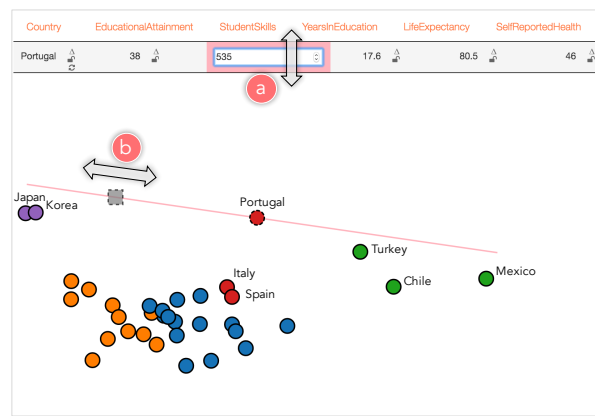 Country EducationalAttainment StudentSkills YearsInEducation LifeExpectancy SelfReportedHealth
Portugal 38 535 17.6 80.5 46
a
b
Portugal
Japan
Korea
Turkey
Italy
Chile
Mexico
Spain